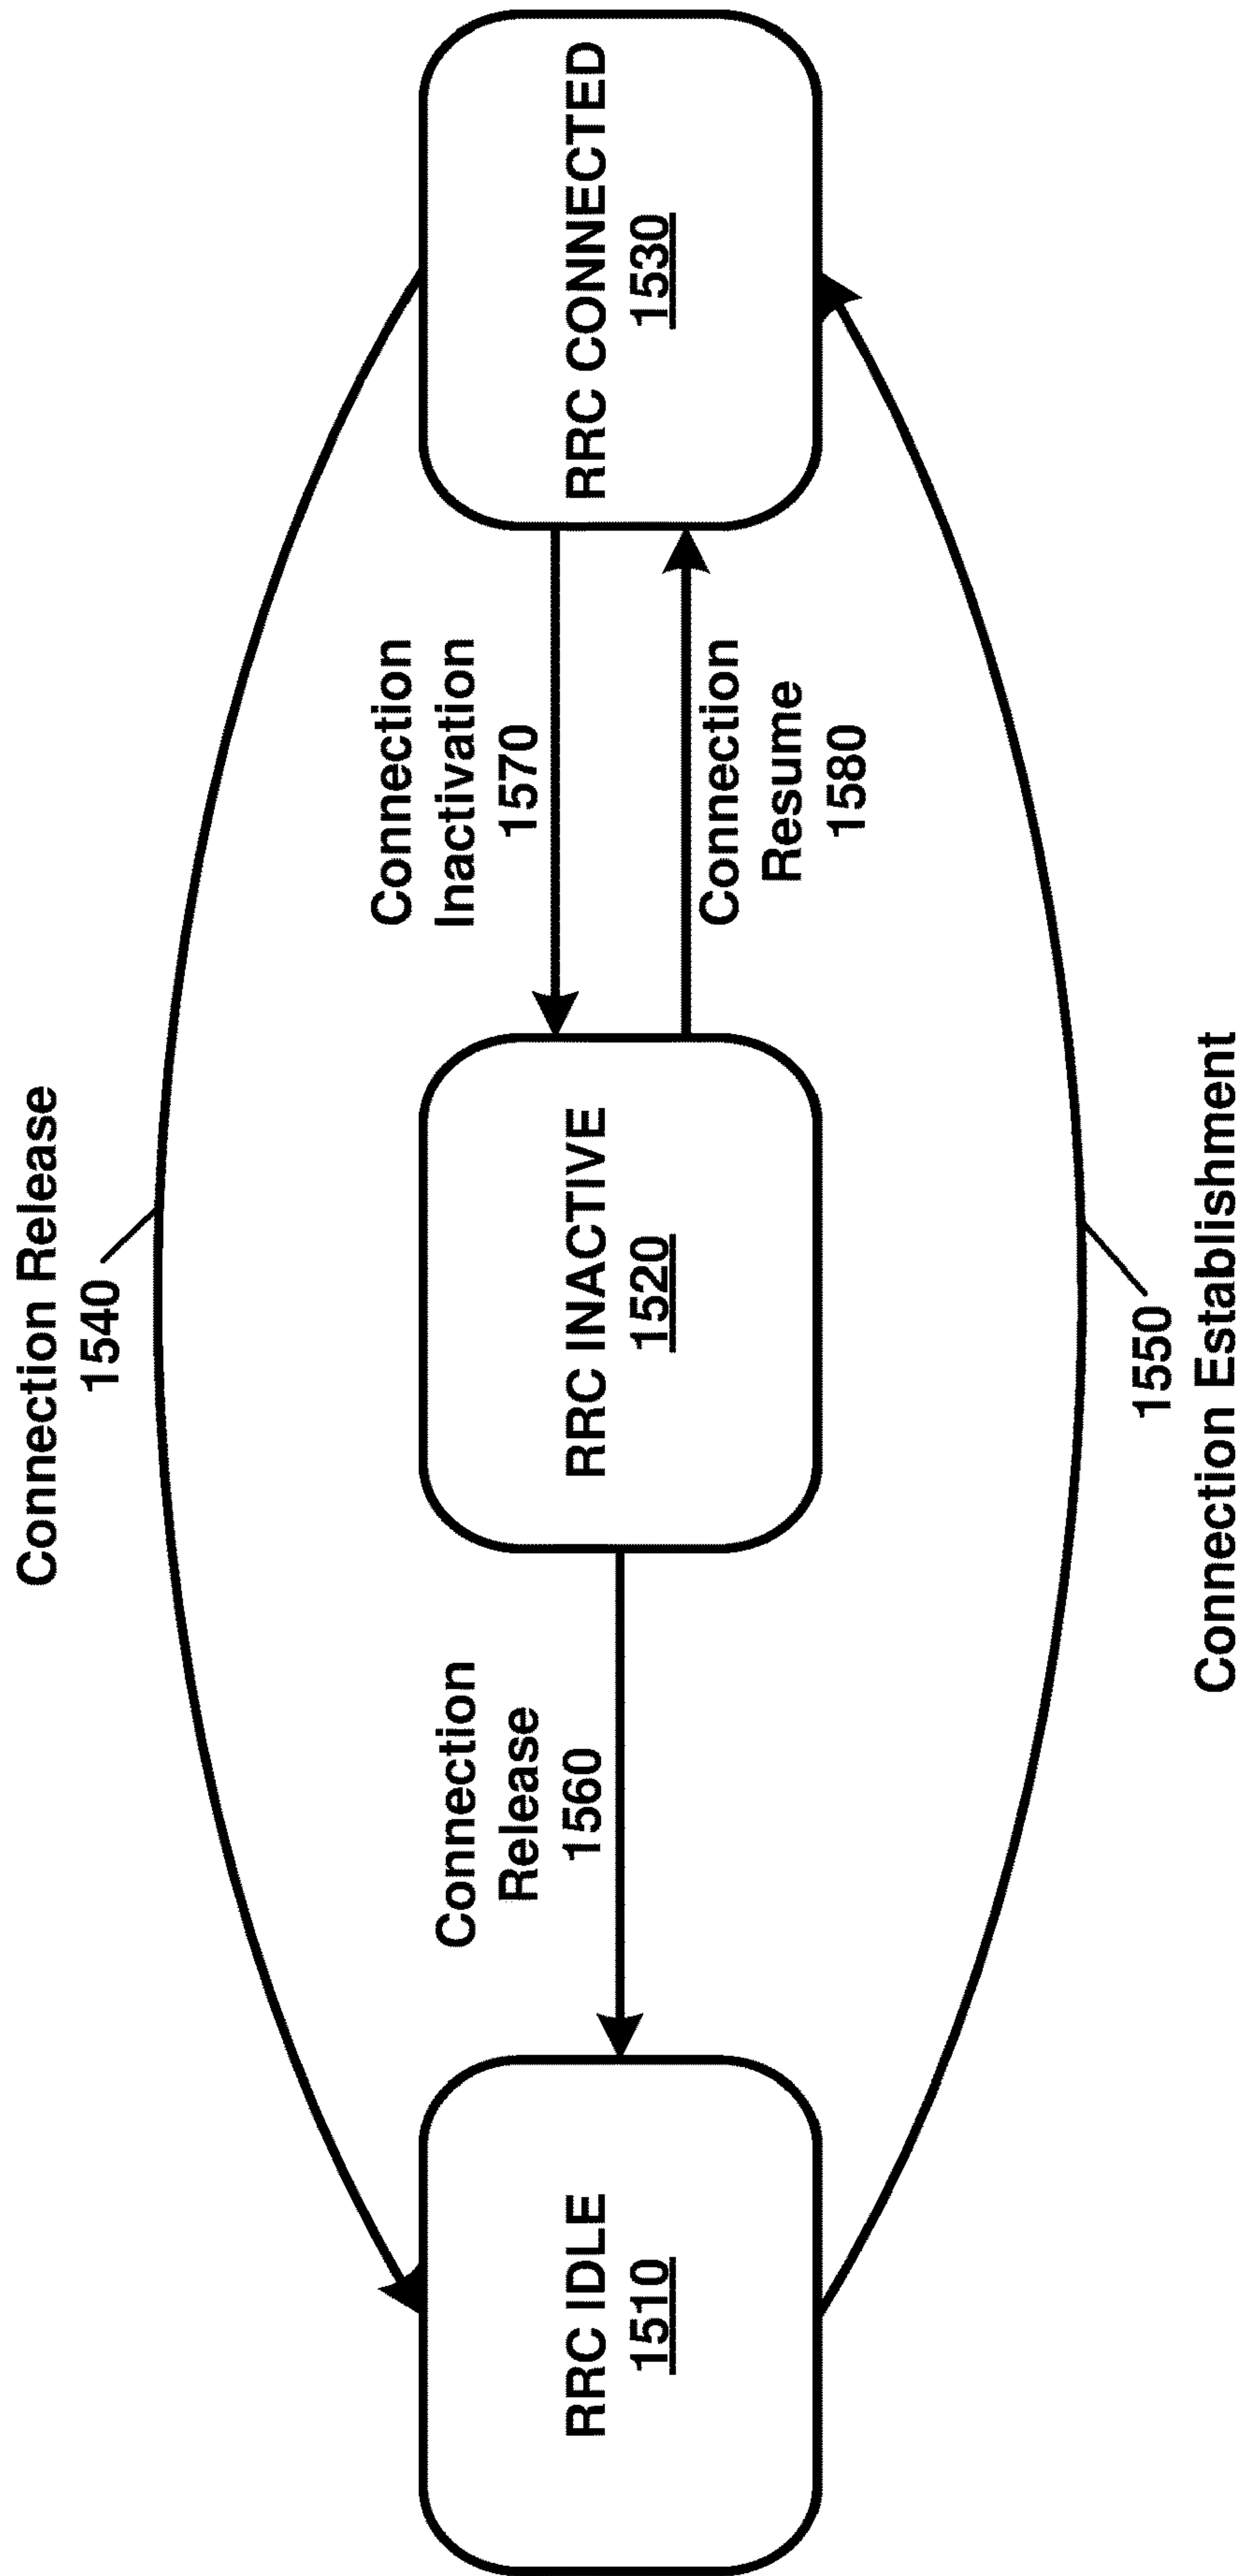 Connection Release
1540
Connection
Release
1560
Connection
Inactivation
1570
RRC IDLE
1510
RRC INACTIVE
1520
RRC CONNECTED
1530
Connection
Resume
1580
1550
Connection Establishment